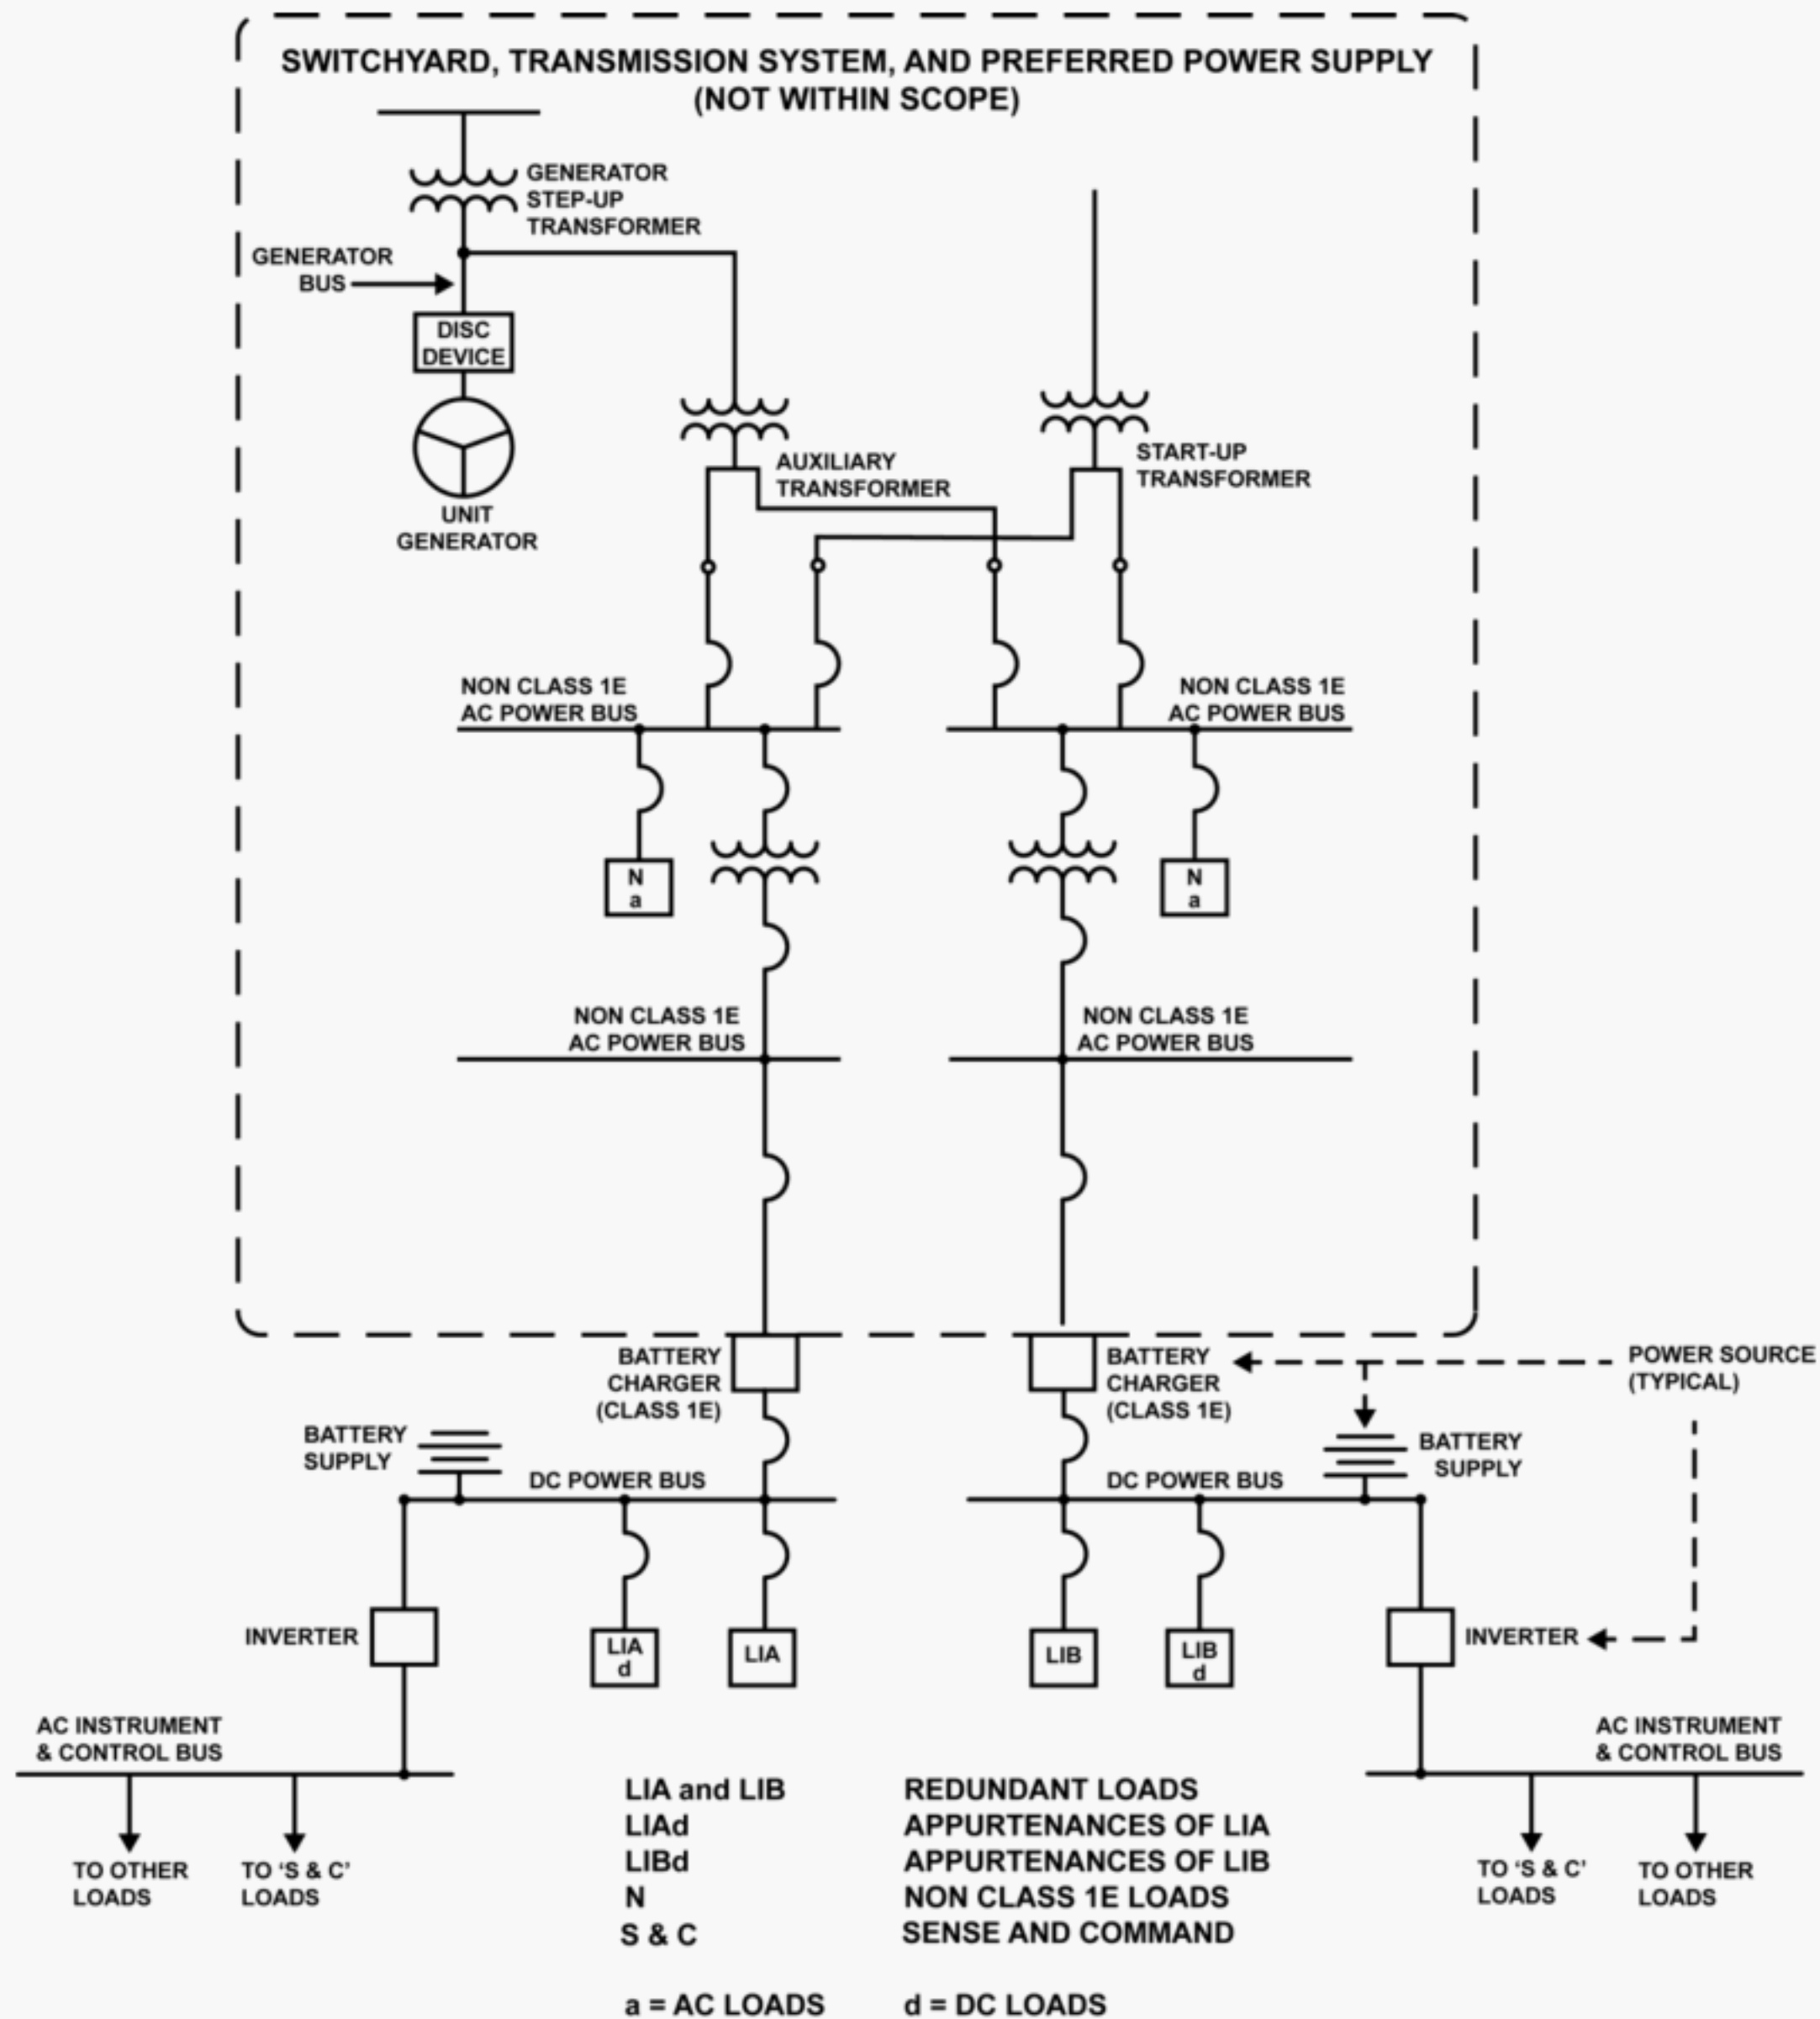 SWITCHYARD, TRANSMISSION SYSTEM, AND PREFERRED POWER SUPPLY
(NOT WITHIN SCOPE)
GENERATOR
STEP-UP
TRANSFORMER
GENERATOR
BUS
DISC
DEVICE
UNIT
GENERATOR
AUXILIARY
TRANSFORMER
START-UP
TRANSFORMER
NON CLASS 1E
AC POWER BUS
NON CLASS 1E
AC POWER BUS
N
a
N
a
NON CLASS 1E
AC POWER BUS
NON CLASS 1E
AC POWER BUS
BATTERY
CHARGER
(CLASS 1E)
BATTERY
CHARGER
(CLASS 1E)
POWER SOURCE
(TYPICAL)
BATTERY
SUPPLY
DC POWER BUS
DC POWER BUS
BATTERY
SUPPLY
INVERTER
LIA
d
LIA
LIB
LIB
d
INVERTER
AC INSTRUMENT
& CONTROL BUS
AC INSTRUMENT
& CONTROL BUS
TO OTHER
LOADS
TO ‘S & C’
LOADS
TO ‘S & C’
LOADS
TO OTHER
LOADS
LIA and LIB REDUNDANT LOADS
LIAd APPURTENANCES OF LIA
LIBd APPURTENANCES OF LIB
N NON CLASS 1E LOADS
S & C SENSE AND COMMAND
a = AC LOADS d = DC LOADS